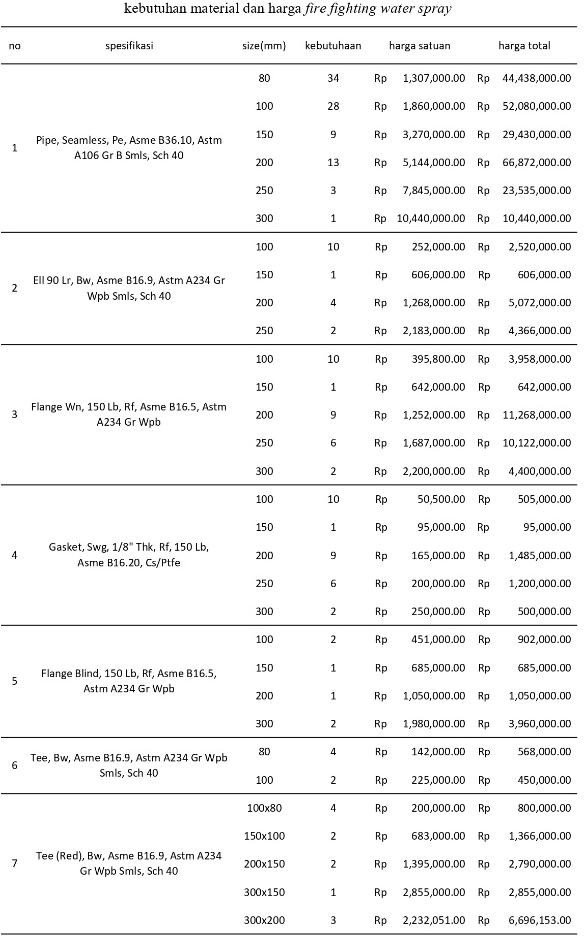 kebutuhan material dan harga fire fighting water spray
no spesifikasi size(mm) kebutuhaan harga satuan harga total
80 34 Rp 1,307,000.00 Rp 44,438,000.00
100 28 Rp 1,860,000.00 Rp 52,080,000.00
1 Pipe, Seamless, Pe, Asme B36.10, Astm
A106 Gr B Smls, Sch 40
150 9 Rp 3,270,000.00 Rp 29,430,000.00
200 13 Rp 5,144,000.00 Rp 66,872,000.00
250 3 Rp 7,845,000.00 Rp 23,535,000.00
300 1 Rp 10,440,000.00 Rp 10,440,000.00
100 10 Rp 252,000.00 Rp 2,520,000.00
2 Ell 90 Lr, Bw, Asme B16.9, Astm A234 Gr
Wpb Smls, Sch 40
150 1 Rp 606,000.00 Rp 606,000.00
200 4 Rp 1,268,000.00 Rp 5,072,000.00
250 2 Rp 2,183,000.00 Rp 4,366,000.00
100 10 Rp 395,800.00 Rp 3,958,000.00
150 1 Rp 642,000.00 Rp 642,000.00
3 Flange Wn, 150 Lb, Rf, Asme B16.5, Astm
A234 Gr Wpb
200 9 Rp 1,252,000.00 Rp 11,268,000.00
250 6 Rp 1,687,000.00 Rp 10,122,000.00
300 2 Rp 2,200,000.00 Rp 4,400,000.00
100 10 Rp 50,500.00 Rp 505,000.00
150 1 Rp 95,000.00 Rp 95,000.00
4 Gasket, Swg, 1/8" Thk, Rf, 150 Lb,
Asme B16.20, Cs/Ptfe
200 9 Rp 165,000.00 Rp 1,485,000.00
250 6 Rp 200,000.00 Rp 1,200,000.00
300 2 Rp 250,000.00 Rp 500,000.00
100 2 Rp 451,000.00 Rp 902,000.00
5 Flange Blind, 150 Lb, Rf, Asme B16.5,
Astm A234 Gr Wpb
150 1 Rp 685,000.00 Rp 685,000.00
200 1 Rp 1,050,000.00 Rp 1,050,000.00
300 2 Rp 1,980,000.00 Rp 3,960,000.00
6 Tee, Bw, Asme B16.9, Astm A234 Gr Wpb
Smls, Sch 40
80 4 Rp 142,000.00 Rp 568,000.00
100 2 Rp 225,000.00 Rp 450,000.00
100x80 4 Rp 200,000.00 Rp 800,000.00
150x100 2 Rp 683,000.00 Rp 1,366,000.00
7 Tee (Red), Bw, Asme B16.9, Astm A234
Gr Wpb Smls, Sch 40
200x150 2 Rp 1,395,000.00 Rp 2,790,000.00
300x150 1 Rp 2,855,000.00 Rp 2,855,000.00
300x200 3 Rp 2,232,051.00 Rp 6,696,153.00